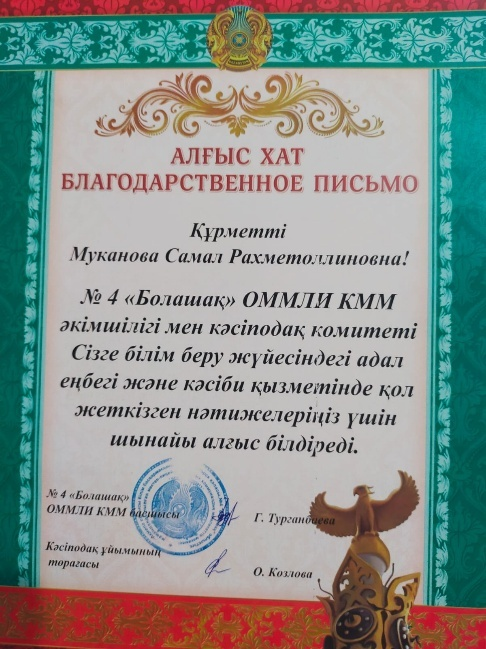 АЛҒЫС ХАТ
БЛАГОДАРСТВЕННОЕ ПИСЬМО
Құрметті
Муканова Самал Рахметоллиновна!
№ 4 «Болашақ» ОММЛИ КММ
әкімшілігі мен кәсіподақ комитеті
Сізге білім беру жүйесіндегі адал
еңбегі және кәсіби қызметінде қол
жеткізген нәтижелеріңіз үшін
шынайы алғыс білдіреді.
№ 4 «Болашақ»
ОММЛИ КММ басшысы Г. Турганбаева
Кәсіподақ ұйымының
төрағасы О. Козлова